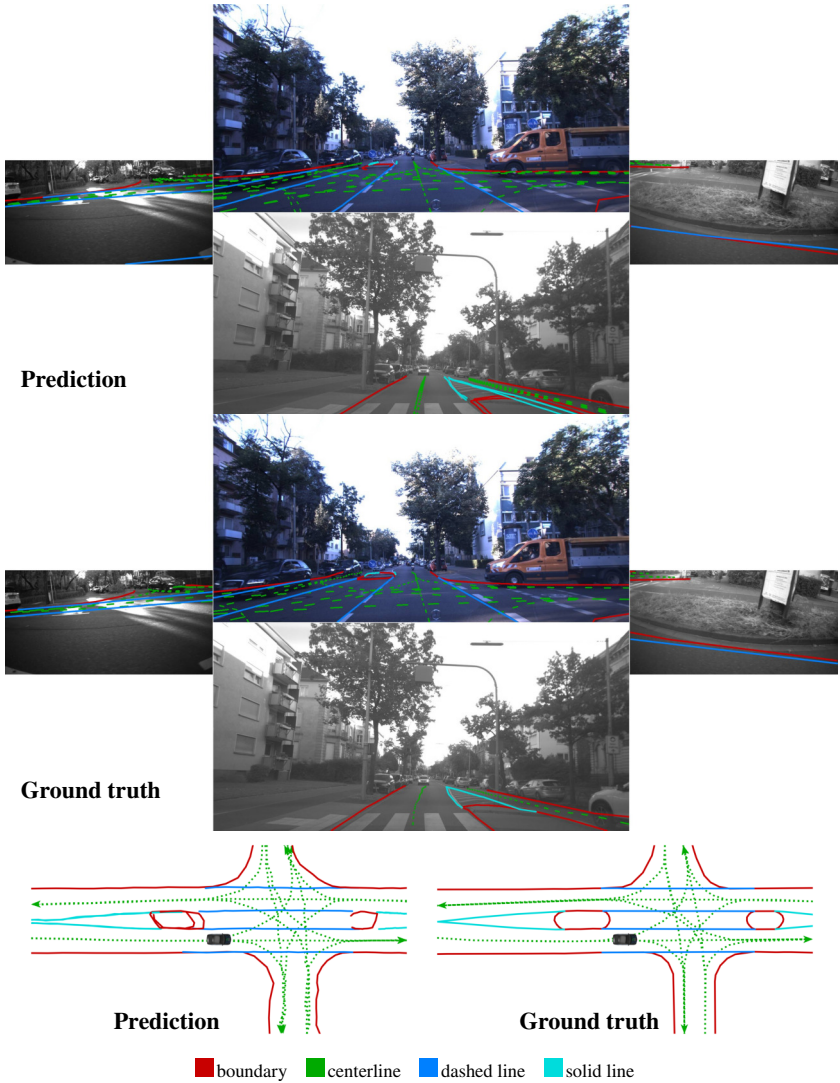 Prediction
Ground truth
Prediction
Ground truth
boundary
centerline
dashed line
solid line